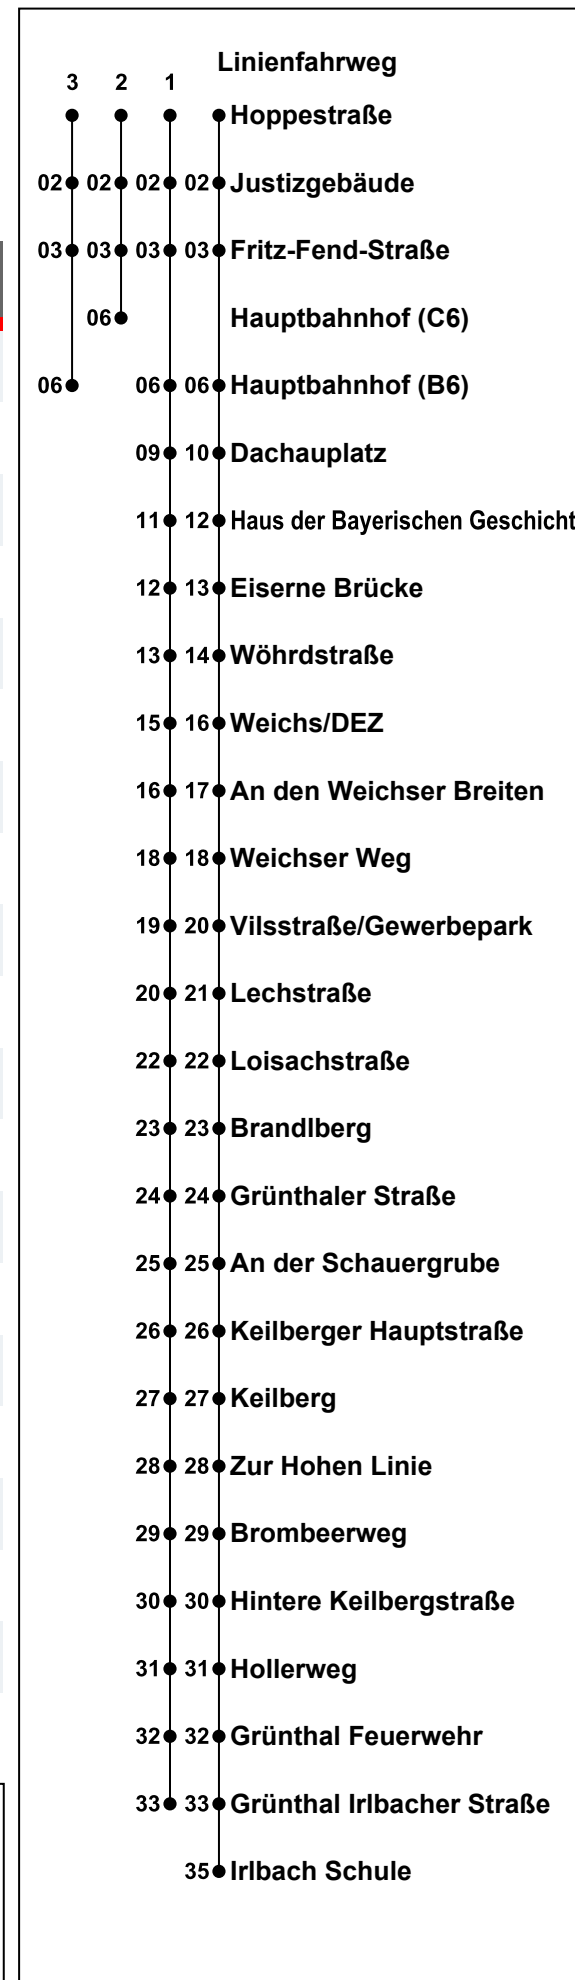 Linienfahrweg
3 2 1
Hoppestraße
02 02 02 02 Justizgebäude
03 03 03 03 Fritz-Fend-Straße
06 Hauptbahnhof (C6)
06 06 06 Hauptbahnhof (B6)
09 10 Dachauplatz
11 12 Haus der Bayerischen Geschicht
12 13 Eiserne Brücke
13 14 Wöhrdstraße
15 16 Weichs/DEZ
16 17 An den Weichser Breiten
18 18 Weichser Weg
19 20 Vilsstraße/Gewerbepark
20 21 Lechstraße
22 22 Loisachstraße
23 23 Brandlberg
24 24 Grünthaler Straße
25 25 An der Schauergrube
26 26 Keilberger Hauptstraße
27 27 Keilberg
28 28 Zur Hohen Linie
29 29 Brombeerweg
30 30 Hintere Keilbergstraße
31 31 Hollerweg
32 32 Grünthal Feuerwehr
33 33 Grünthal Irlbacher Straße
35 Irlbach Schule